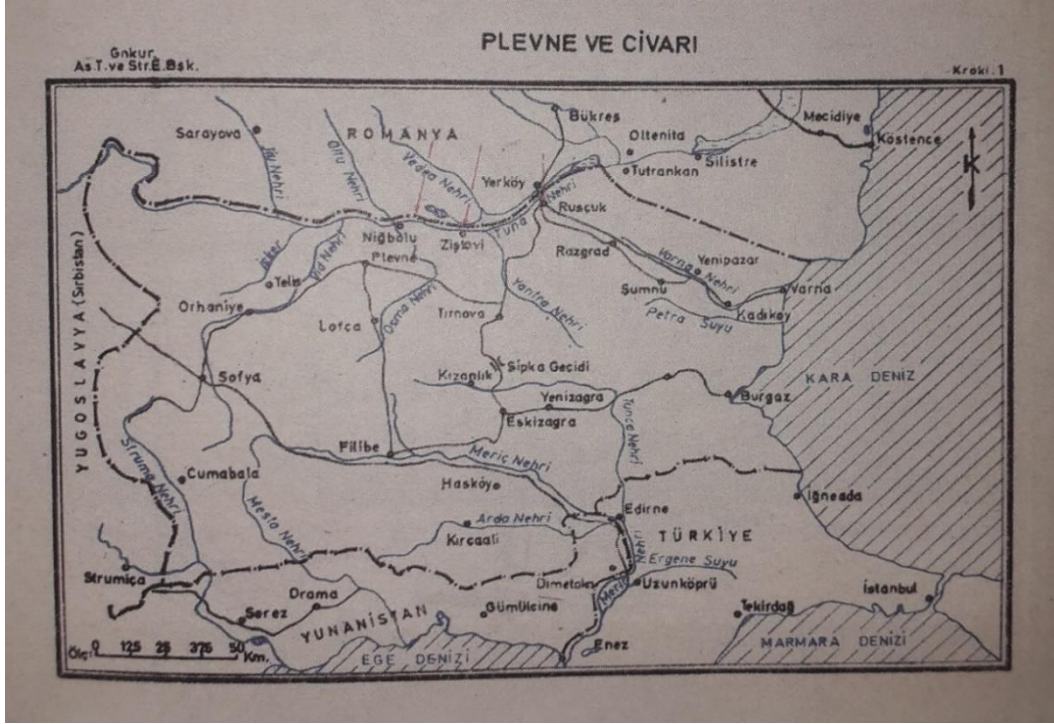 PLEVNE VE CİVARI
Gnkur.
As.T.ve Str.E.Bşk.
Kroki.1
Sarayova
ROMANYA
Bükreş
Mecidiye
Köstence
Oltenita
Silistre
Tutrankan
Jiu Nehri
Oltu Nehri
Vedea Nehri
Yerköy
Tuna Nehri
Rusçuk
K
Niğbolu
Ziştovi
Razgrad
Varna Nehri
Yenipazar
Varna
Şumnu
Kadıköy
Petra Suyu
İsker
Vid Nehri
Plevne
Telis
Orhaniye
Lofça
Osma Nehri
Tırnova
Yantra Nehri
YUGOSLAVYA (Sırbistan)
Sofya
Şipka Geçidi
Kızanlık
Yenizagra
Eskizagra
Tunca Nehri
Burgaz
KARA DENİZ
Struma Nehri
Filibe
Meriç Nehri
Cumabala
Mesta Nehri
Hasköy
İğneada
Arda Nehri
Edirne
Kırcaali
TÜRKİYE
Ergene Suyu
Strumiça
Drama
Dimetoka
Meriç Nehri
Uzunköprü
İstanbul
Serez
YUNANİSTAN
Gümülcine
Tekirdağ
Enez
EGE DENİZİ
MARMARA DENİZİ
Ölç: 0 125 25 375 50 Km.